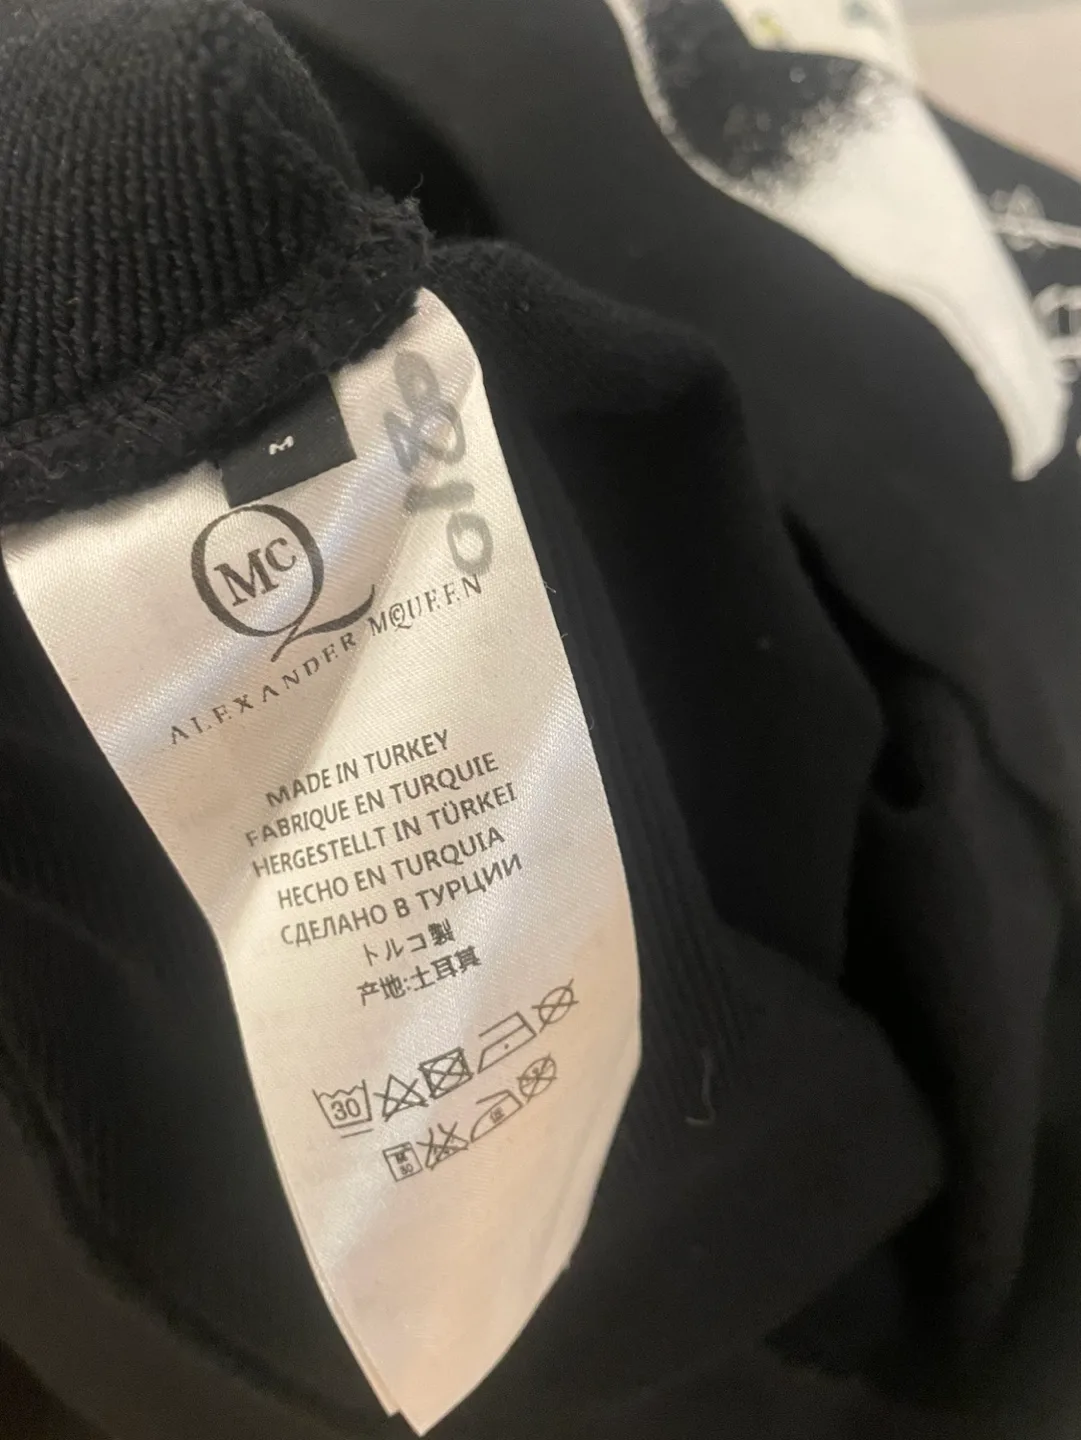 M
MC
ALEXANDER MCQUEEN
MADE IN TURKEY
FABRIQUE EN TURQUIE
HERGESTELLT IN TÜRKEI
HECHO EN TURQUIA
СДЕЛАНО В ТУРЦИИ
トルコ製
产地:土耳其
30